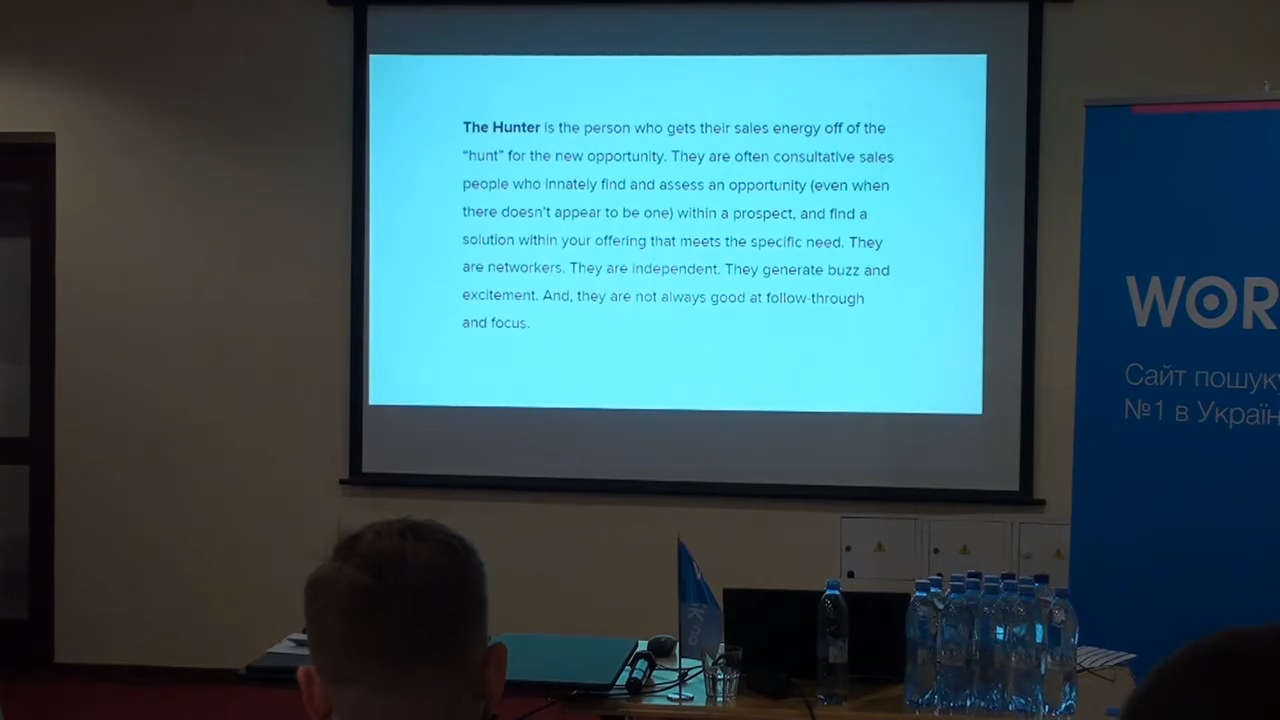 The Hunter is the person who gets their sales energy off of the
“hunt” for the new opportunity. They are often consultative sales
people who innately find and assess an opportunity (even when
there doesn't appear to be one) within a prospect, and find a
solution within your offering that meets the specific need. They
are networkers. They are independent. They generate buzz and
excitement. And, they are not always good at follow-through
and focus.
WOR
Сайт пошуку
№1 в Україн